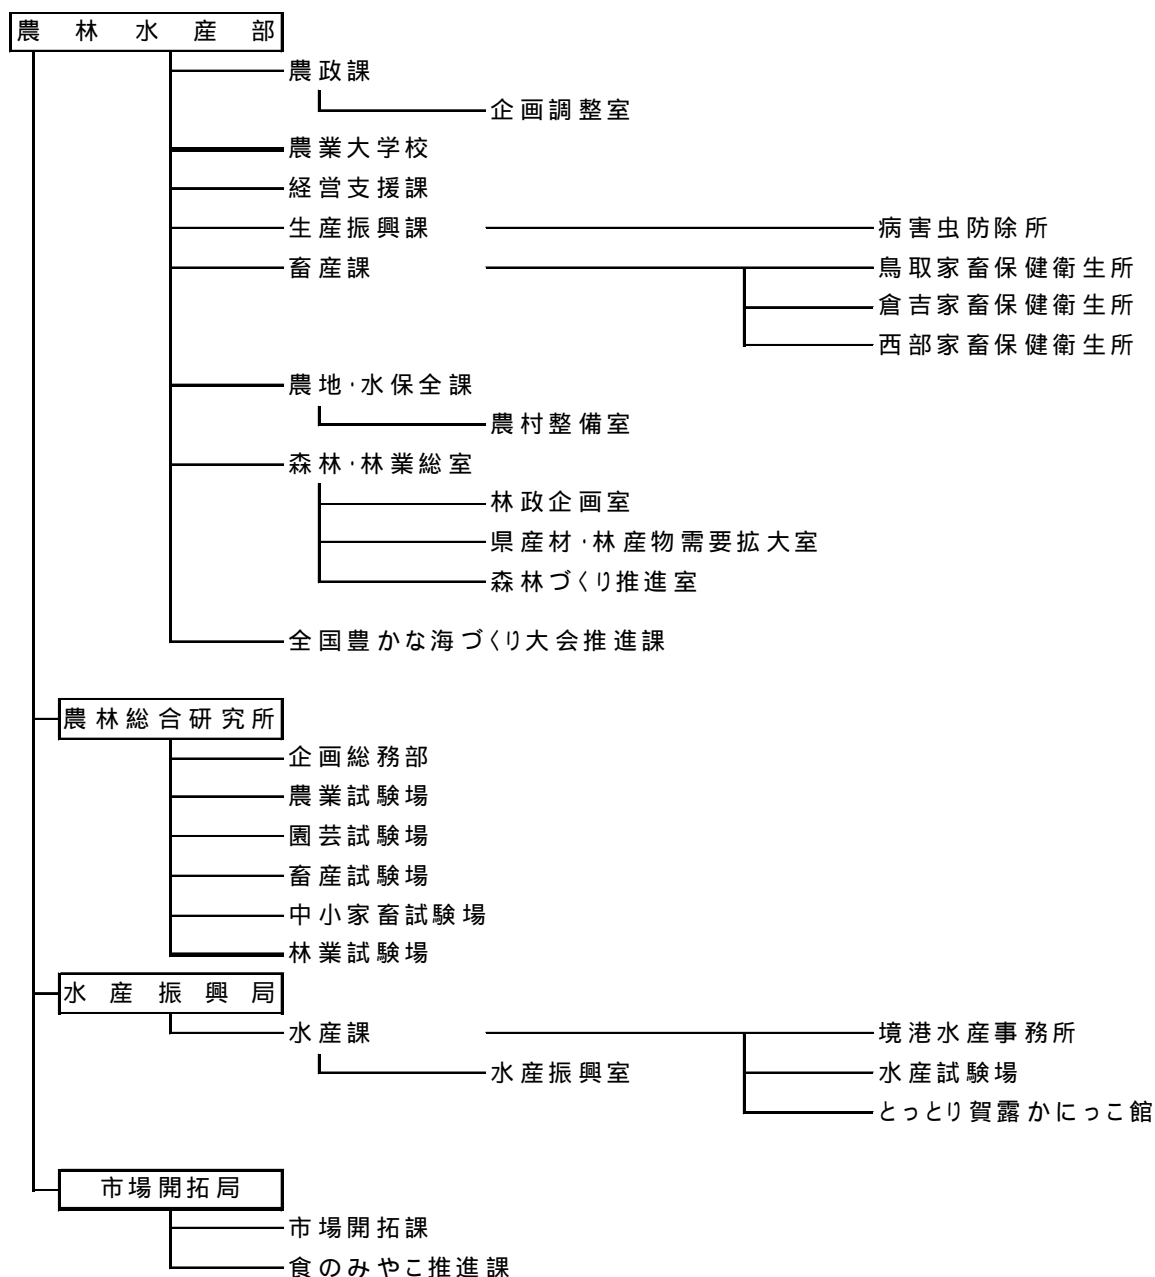 農林水産部
農政課
企画調整室
農業大学校
経営支援課
生産振興課 病害虫防除所
畜産課 鳥取家畜保健衛生所
倉吉家畜保健衛生所
西部家畜保健衛生所
農地・水保全課
農村整備室
森林・林業総室
林政企画室
県産材・林産物需要拡大室
森林づくり推進室
全国豊かな海づくり大会推進課
農林総合研究所
企画総務部
農業試験場
園芸試験場
畜産試験場
中小家畜試験場
林業試験場
水産振興局
水産課 境港水産事務所
水産振興室 水産試験場
とっとり賀露かにっこ館
市場開拓局
市場開拓課
食のみやこ推進課